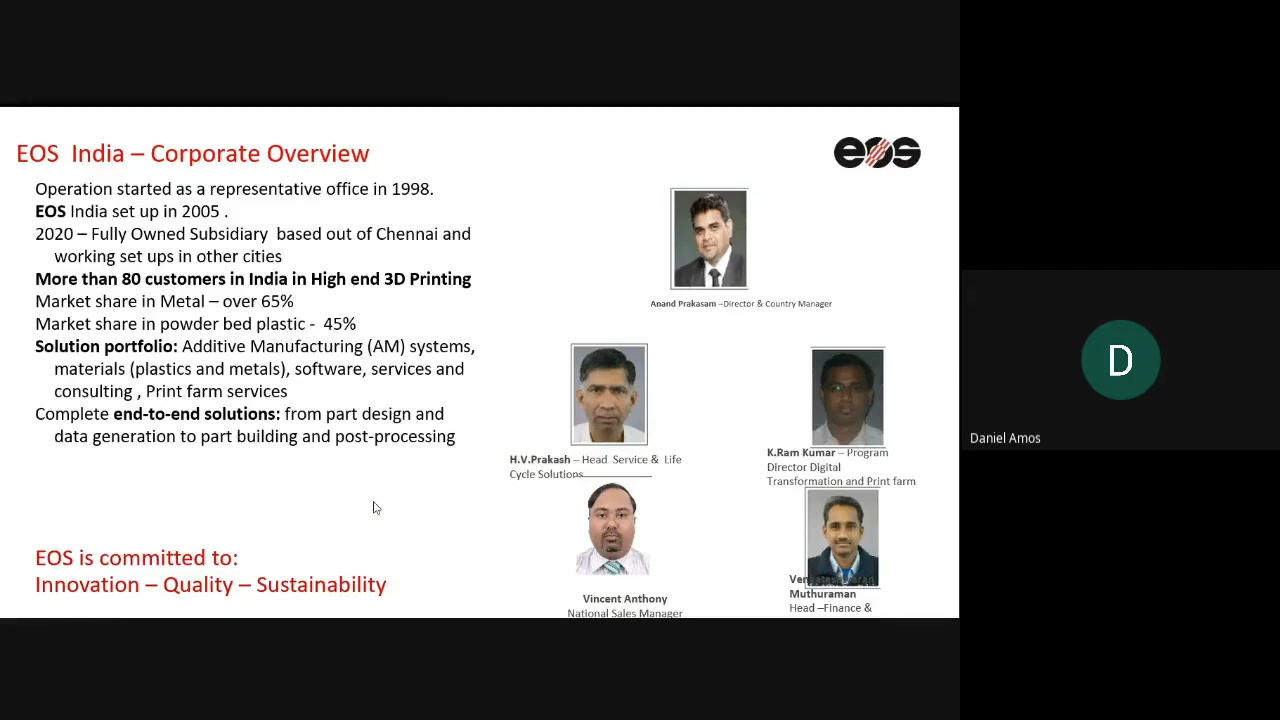 EOS India – Corporate Overview
eos
Operation started as a representative office in 1998.
EOS India set up in 2005 .
2020 – Fully Owned Subsidiary based out of Chennai and
working set ups in other cities
More than 80 customers in India in High end 3D Printing
Market share in Metal – over 65%
Market share in powder bed plastic - 45%
Solution portfolio: Additive Manufacturing (AM) systems,
materials (plastics and metals), software, services and
consulting , Print farm services
Complete end-to-end solutions: from part design and
data generation to part building and post-processing
EOS is committed to:
Innovation – Quality – Sustainability
Anand Prakasam –Director & Country Manager
H.V.Prakash – Head Service & Life
Cycle Solutions
K.Ram Kumar – Program
Director Digital
Transformation and Print farm
Vincent Anthony
National Sales Manager
Muthuraman
Head –Finance &
D
Daniel Amos